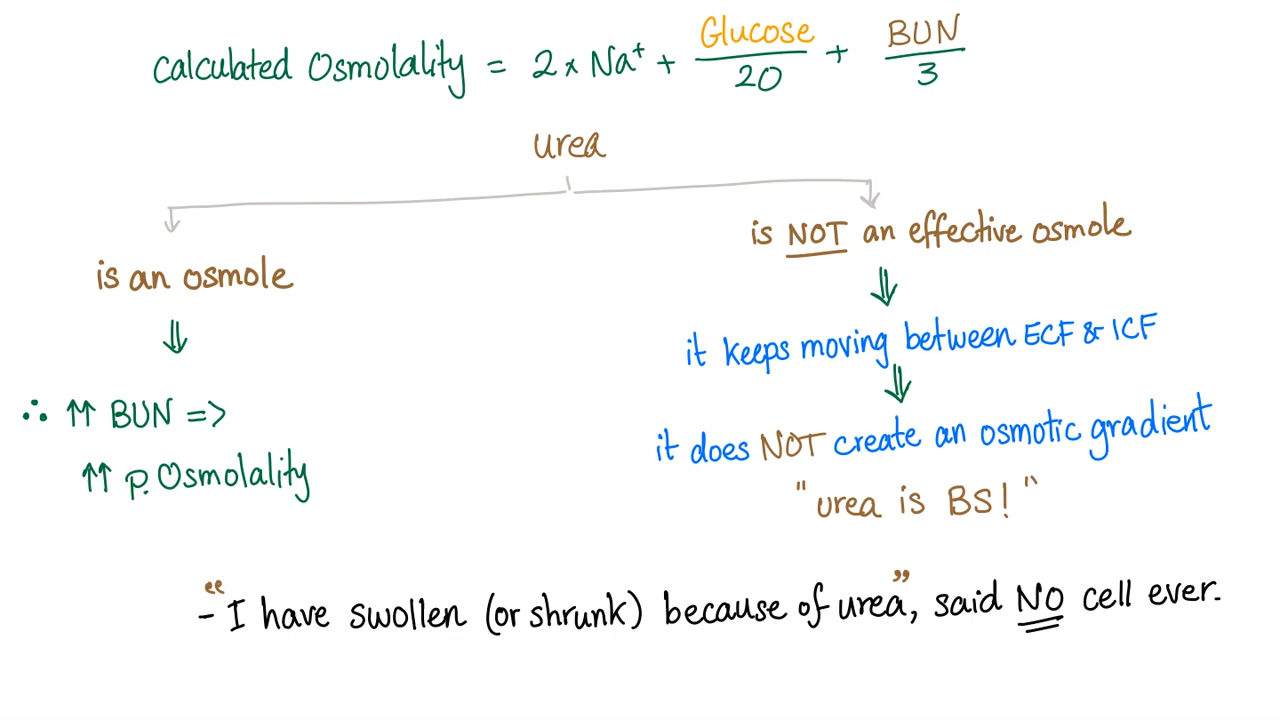 Calculated Osmolality = 2 × Na⁺ + Glucose/20 + BUN/3
urea
is an osmole
⇓
∴ ↑↑ BUN =>
↑↑ p. Osmolality
is NOT an effective osmole
⇓
it keeps moving between ECF & ICF
⇓
it does NOT create an osmotic gradient
"urea is BS!"
- "I have swollen (or shrunk) because of urea", said NO cell ever.